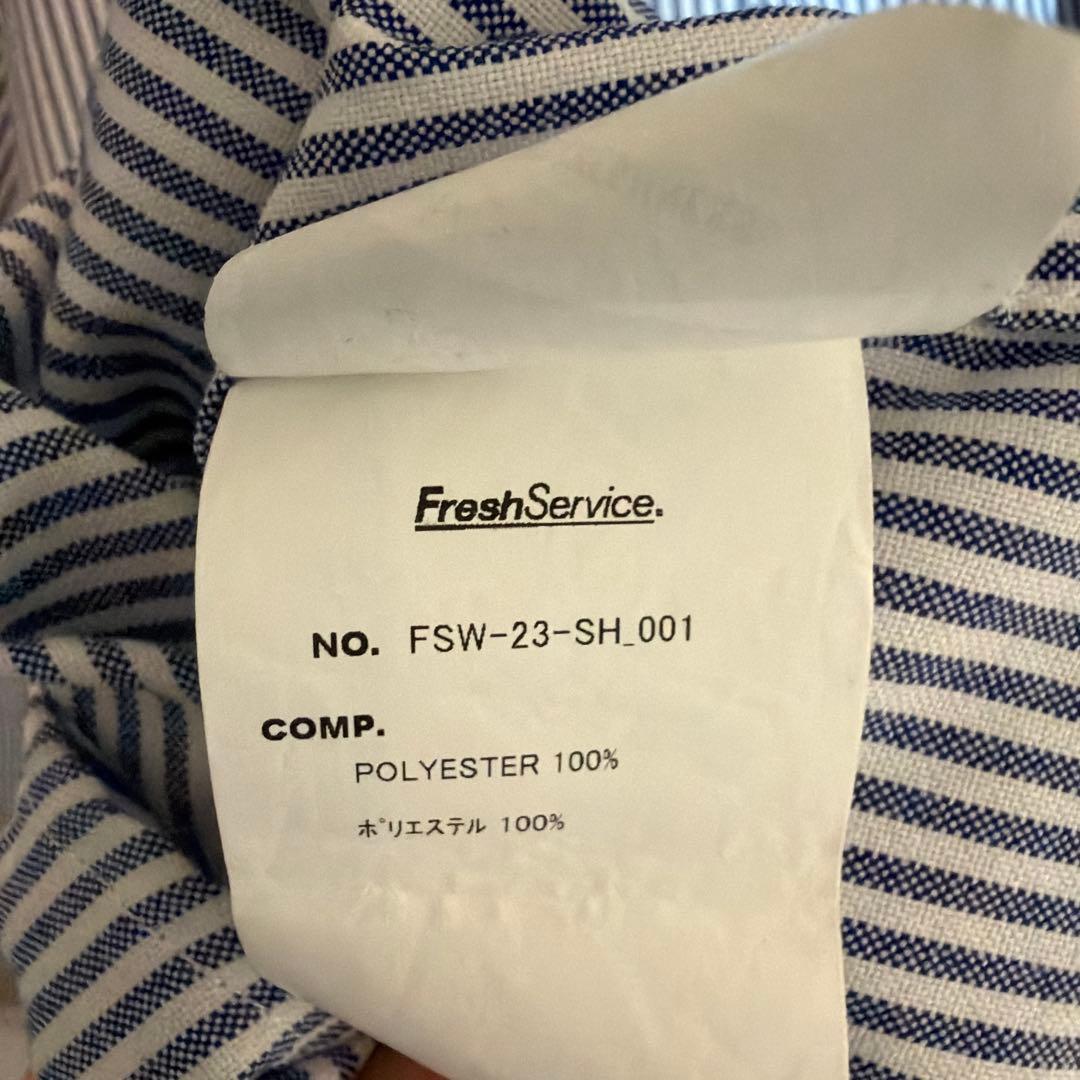 FreshService.
NO. FSW-23-SH_001
COMP.
POLYESTER 100%
ポリエステル 100%